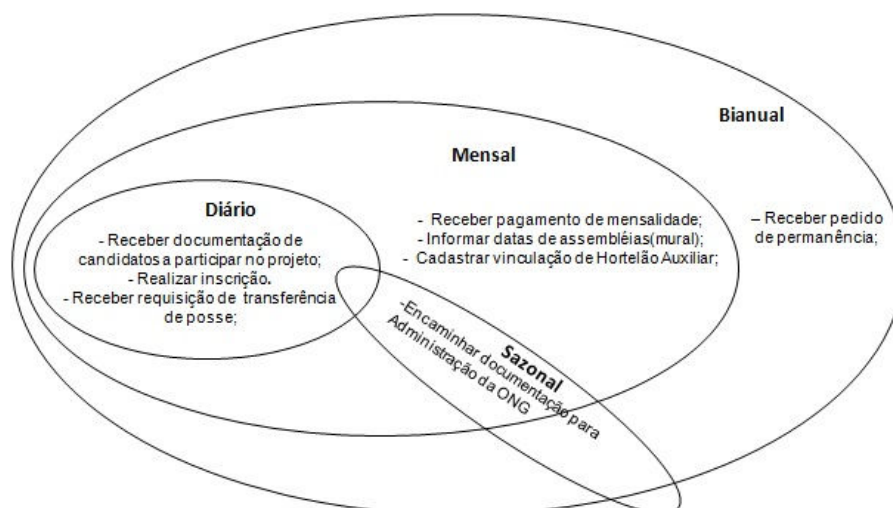 Bianual
– Receber pedido
de permanência;
Mensal
- Receber pagamento de mensalidade;
- Informar datas de assembléias(mural);
- Cadastrar vinculação de Hortelão Auxiliar;
Diário
- Receber documentação de
candidatos a participar no projeto;
- Realizar inscrição.
- Receber requisição de transferência
de posse;
Sazonal
-Encaminhar documentação para
Administração da ONG